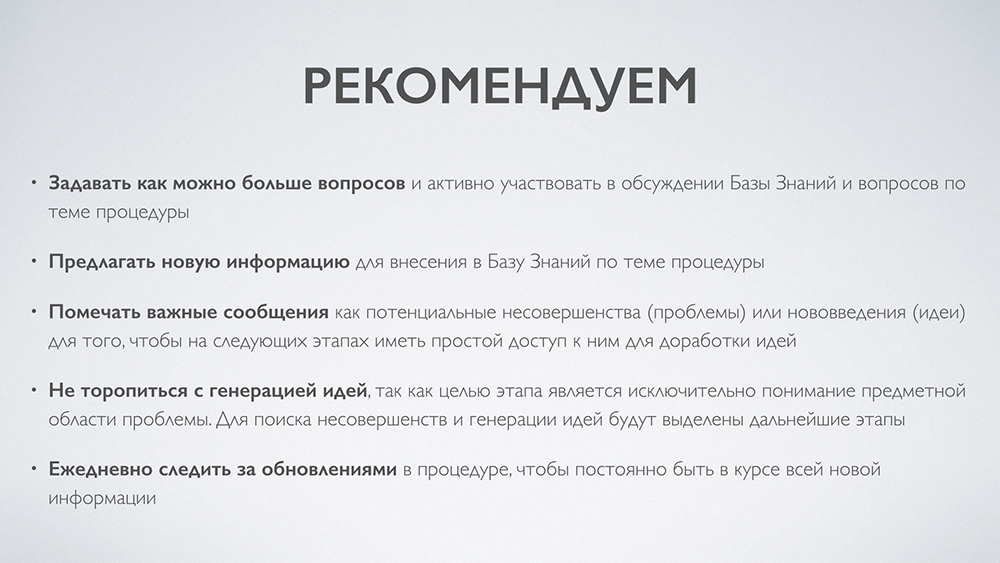 РЕКОМЕНДУЕМ
• Задавать как можно больше вопросов и активно участвовать в обсуждении Базы Знаний и вопросов по
теме процедуры
• Предлагать новую информацию для внесения в Базу Знаний по теме процедуры
• Помечать важные сообщения как потенциальные несовершенства (проблемы) или нововведения (идеи)
для того, чтобы на следующих этапах иметь простой доступ к ним для доработки идей
• Не торопиться с генерацией идей, так как целью этапа является исключительно понимание предметной
области проблемы. Для поиска несовершенств и генерации идей будут выделены дальнейшие этапы
• Ежедневно следить за обновлениями в процедуре, чтобы постоянно быть в курсе всей новой
информации